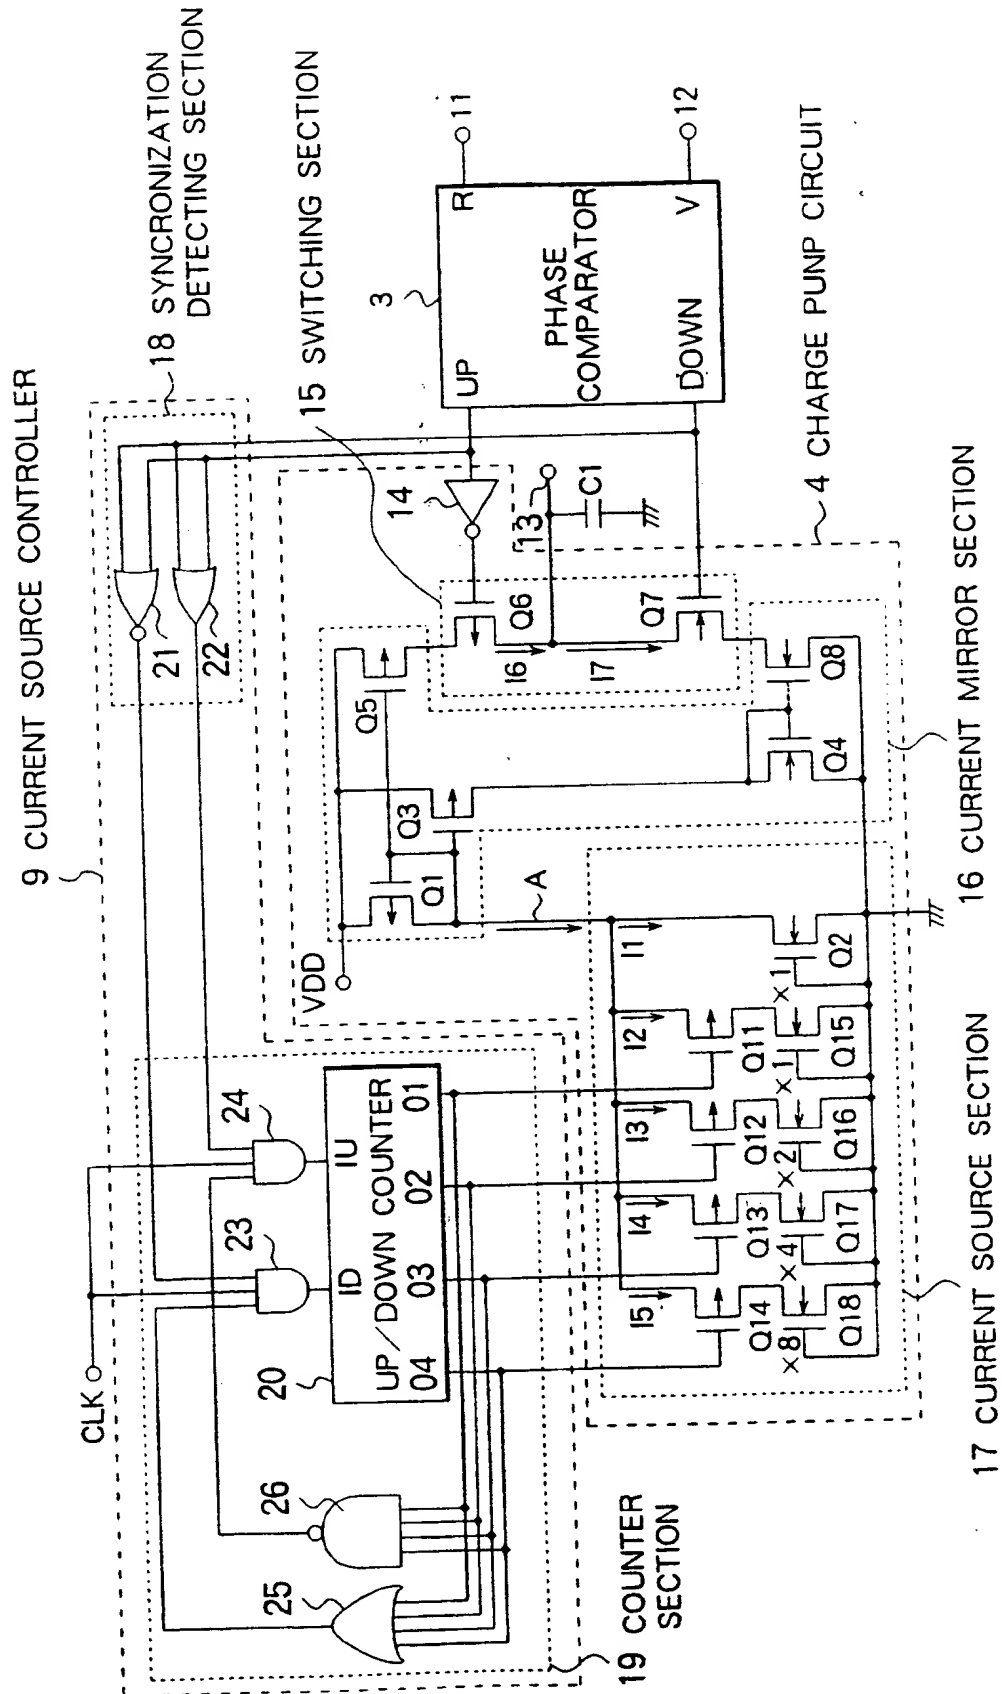 9 CURRENT SOURCE CONTROLLER
18 SYNCRONIZATION
DETECTING SECTION
15 SWITCHING SECTION
CLK
23
24
21
22
20
ID
IU
UP/DOWN COUNTER
04
03
02
01
25
26
19 COUNTER
SECTION
VDD
Q1
Q3
Q5
14
Q6
I6
13
C1
I7
Q7
3
UP
R
11
PHASE
COMPARATOR
DOWN
V
12
A
I5
I4
I3
I2
I1
Q14
Q13
Q12
Q11
×8
×4
×2
×1
×1
Q18
Q17
Q16
Q15
Q2
Q4
Q8
4 CHARGE PUNP CIRCUIT
16 CURRENT MIRROR SECTION
17 CURRENT SOURCE SECTION